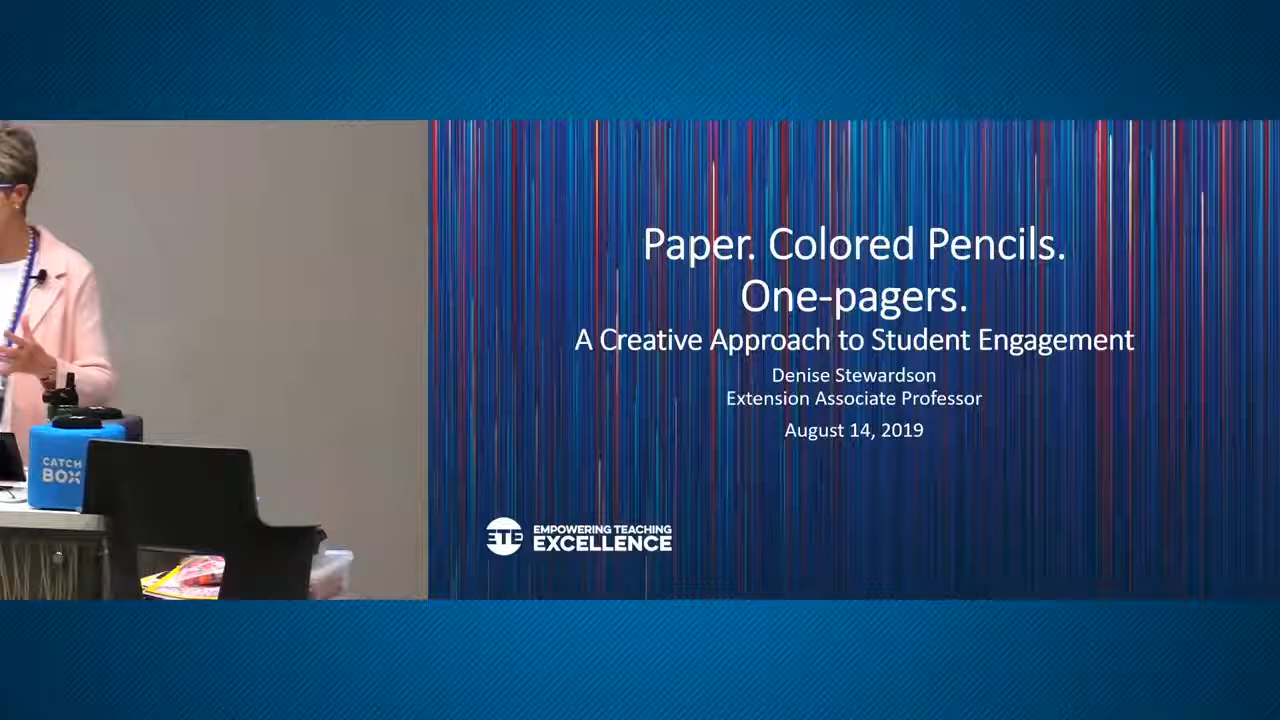 Paper. Colored Pencils.
One-pagers.
A Creative Approach to Student Engagement
Denise Stewardson
Extension Associate Professor
August 14, 2019
CATCH
BOX
ETE
EMPOWERING TEACHING
EXCELLENCE